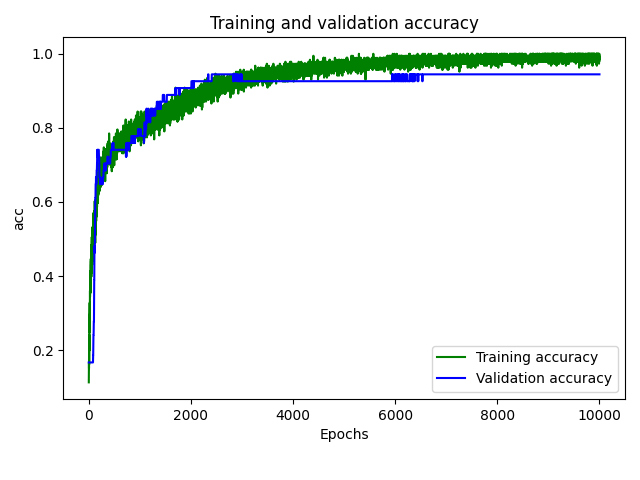 Training and validation accuracy
1.0
0.8
0.6
0.4
0.2
acc
0 2000 4000 6000 8000 10000
Epochs
Training accuracy
Validation accuracy